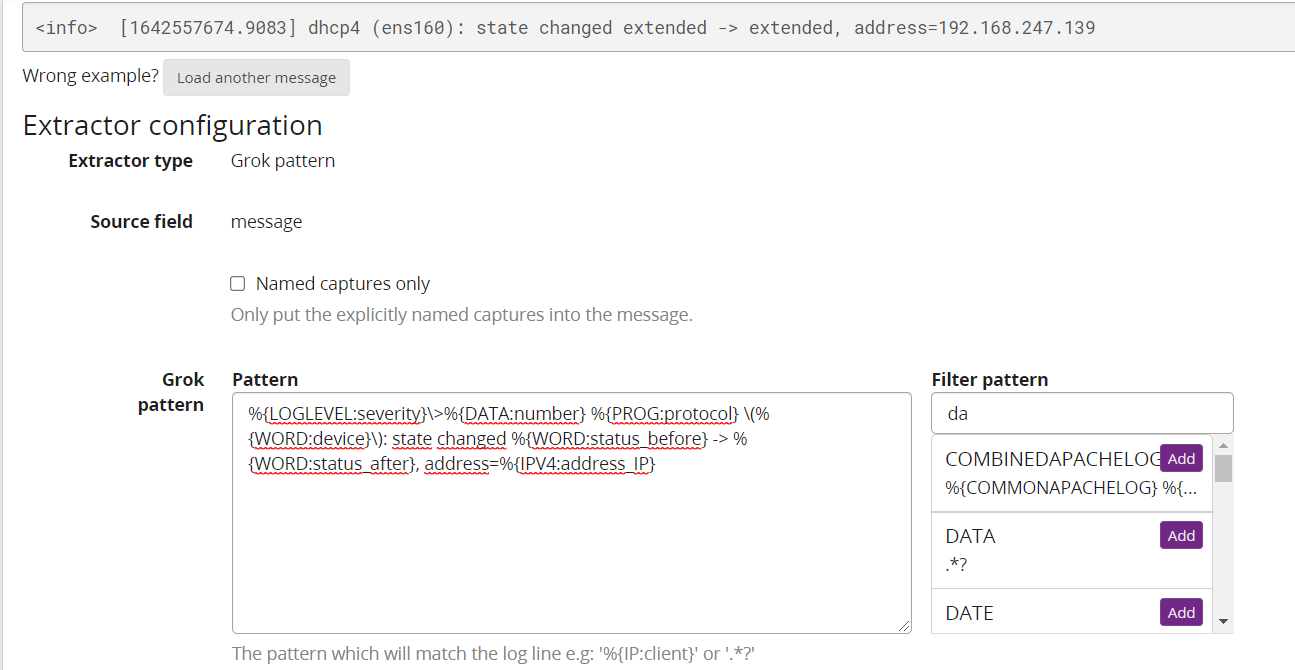 <info>  [1642557674.9083] dhcp4 (ens160): state changed extended -> extended, address=192.168.247.139
Wrong example? Load another message
Extractor configuration
Extractor type Grok pattern
Source field message
Named captures only
Only put the explicitly named captures into the message.
Grok pattern
Pattern
%{LOGLEVEL:severity}\>%{DATA:number} %{PROG:protocol} \(%
{WORD:device}\): state changed %{WORD:status_before} -> %
{WORD:status_after}, address=%{IPV4:address_IP}
The pattern which will match the log line e.g: '%{IP:client}' or '.*?'
Filter pattern
da
COMBINEDAPACHELOG Add
%{COMMONAPACHELOG} %{...
DATA Add
.*?
DATE Add